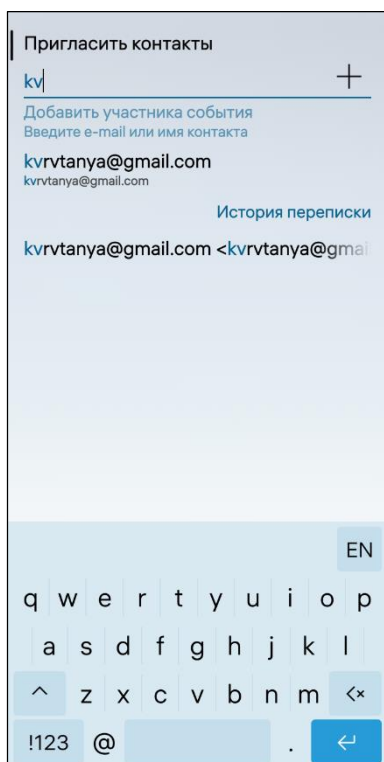 Пригласить контакты
kv
Добавить участника события
Введите e-mail или имя контакта
kvrvtanya@gmail.com
kvrvtanya@gmail.com
История переписки
kvrvtanya@gmail.com <kvrvtanya@gmai
EN
q w e r t y u i o p
a s d f g h j k l
z x c v b n m
!123 @ .